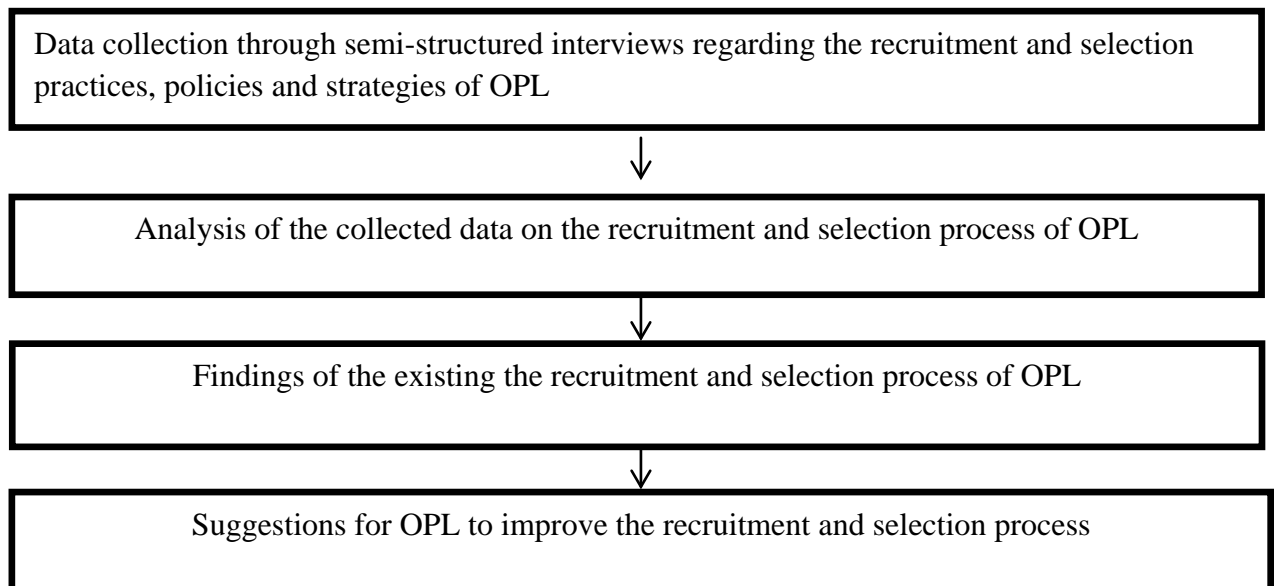 Data collection through semi-structured interviews regarding the recruitment and selection
practices, policies and strategies of OPL
Analysis of the collected data on the recruitment and selection process of OPL
Findings of the existing the recruitment and selection process of OPL
Suggestions for OPL to improve the recruitment and selection process